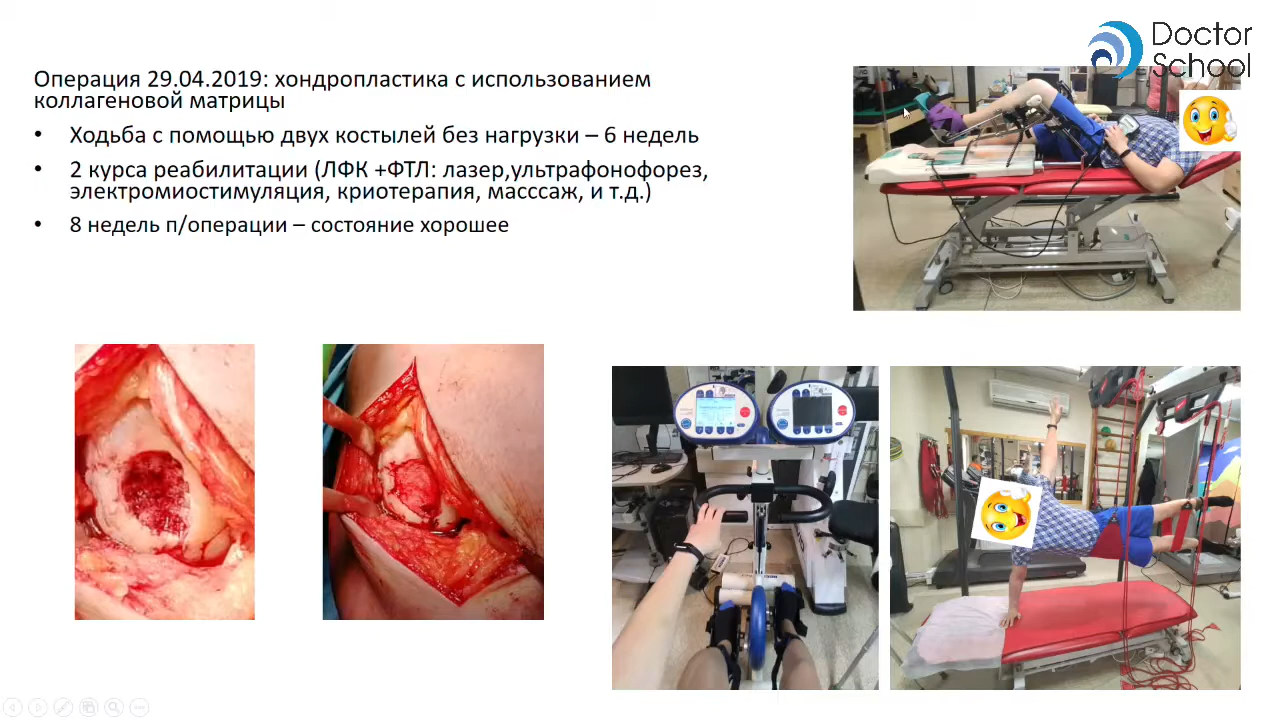 Doctor
School
Операция 29.04.2019: хондропластика с использованием
коллагеновой матрицы
• Ходьба с помощью двух костылей без нагрузки – 6 недель
• 2 курса реабилитации (ЛФК +ФТЛ: лазер,ультрафонофорез,
электромиостимуляция, криотерапия, масссаж, и т.д.)
• 8 недель п/операции – состояние хорошее